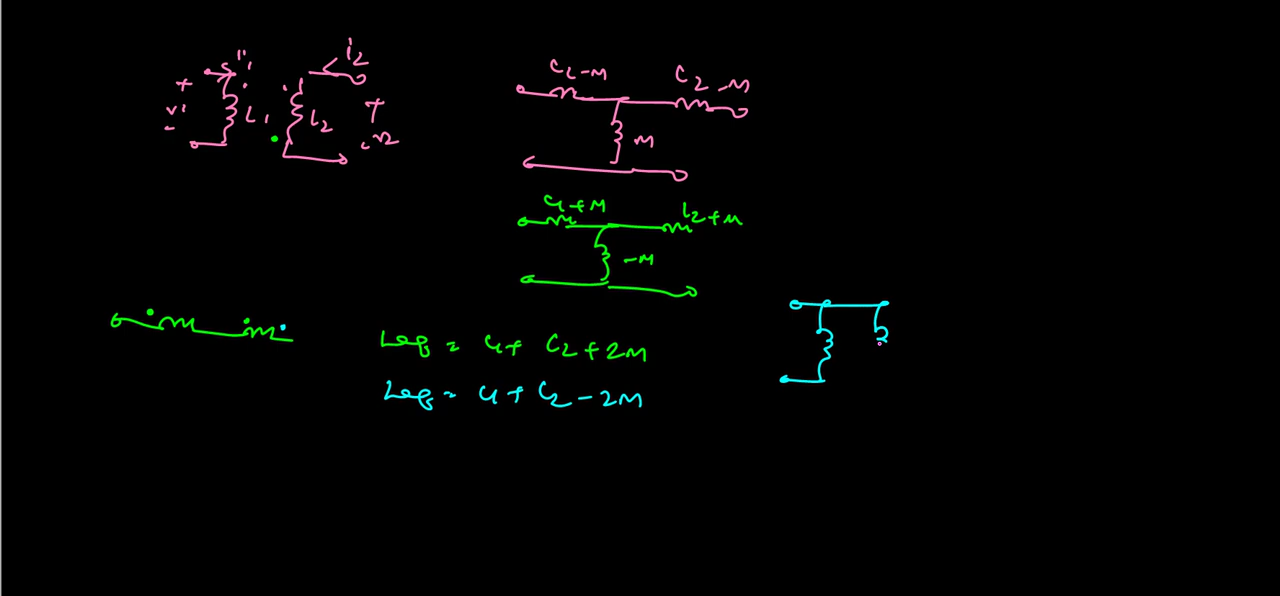 i1
i2
+
v1
-
L1
L2
+
v2
-
L1-M
L2-M
M
L1+M
L2+M
-M
Leq = L1+ L2+2M
Leq = L1+ L2-2M